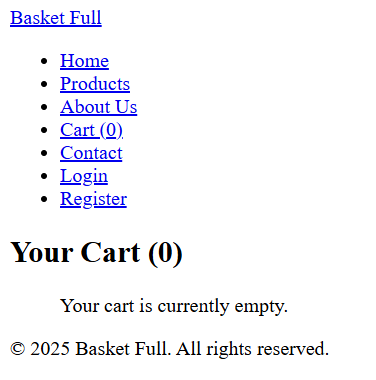 Basket Full
Home
Products
About Us
Cart (0)
Contact
Login
Register
Your Cart (0)
Your cart is currently empty.
© 2025 Basket Full. All rights reserved.